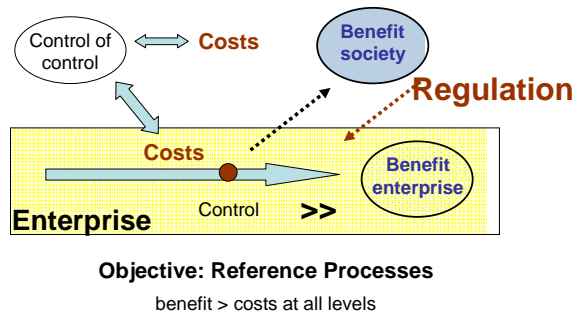 Control of
control
Costs
Benefit
society
Regulation
Costs
Benefit
enterprise
Control
>>
Enterprise
Objective: Reference Processes
benefit > costs at all levels